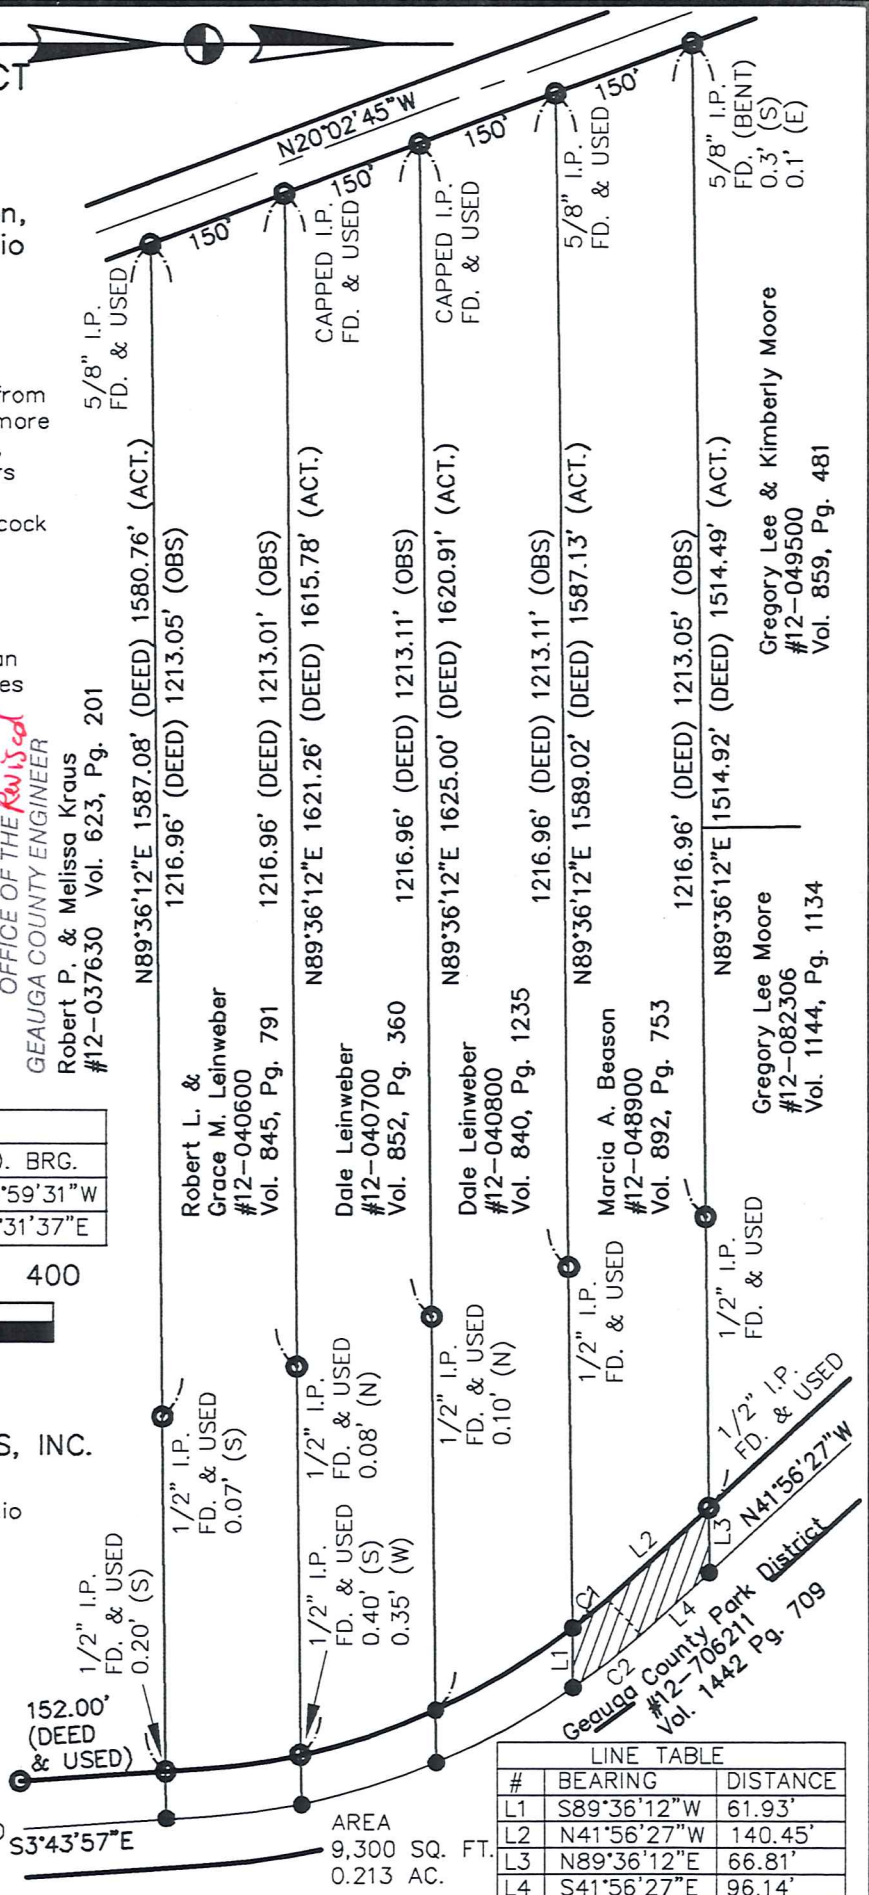 CT
n,
io
from
more
rs
cock
an
es
N20°02'45"W
150'
150'
150'
150'
5/8" I.P.
FD. & USED
CAPPED I.P.
FD. & USED
CAPPED I.P.
FD. & USED
5/8" I.P.
FD. & USED
5/8" I.P.
FD. (BENT)
0.3' (S)
0.1' (E)
OFFICE OF THE
Revised
GEAUGA COUNTY ENGINEER
Robert P. & Melissa Kraus
#12-037630 Vol. 623, Pg. 201
N89°36'12"E 1587.08' (DEED) 1580.76' (ACT.)
1216.96' (DEED) 1213.05' (OBS)
1216.96' (DEED) 1213.01' (OBS)
N89°36'12"E 1621.26' (DEED) 1615.78' (ACT.)
1216.96' (DEED) 1213.11' (OBS)
N89°36'12"E 1625.00' (DEED) 1620.91' (ACT.)
1216.96' (DEED) 1213.11' (OBS)
N89°36'12"E 1589.02' (DEED) 1587.13' (ACT.)
1216.96' (DEED) 1213.05' (OBS)
N89°36'12"E 1514.92' (DEED) 1514.49' (ACT.)
Gregory Lee & Kimberly Moore
#12-049500
Vol. 859, Pg. 481
Robert L. &
Grace M. Leinweber
#12-040600
Vol. 845, Pg. 791
Dale Leinweber
#12-040700
Vol. 852, Pg. 360
Dale Leinweber
#12-040800
Vol. 840, Pg. 1235
Marcia A. Beason
#12-048900
Vol. 892, Pg. 753
Gregory Lee Moore
#12-082306
Vol. 1144, Pg. 1134
. BRG.
°59'31"W
°31'37"E
400
S, INC.
io
1/2" I.P.
FD. & USED
0.07' (S)
1/2" I.P.
FD. & USED
0.08' (N)
1/2" I.P.
FD. & USED
0.10' (N)
1/2" I.P.
FD. & USED
1/2" I.P.
FD. & USED
1/2" I.P.
FD. & USED
1/2" I.P.
FD. & USED
0.20' (S)
1/2" I.P.
FD. & USED
0.40' (S)
0.35' (W)
N41°56'27"W
L1
C1
L2
L3
C2
L4
Geauga County Park District
#12-706211
Vol. 1442 Pg. 709
152.00'
(DEED
& USED)
S3°43'57"E
AREA
9,300 SQ. FT.
0.213 AC.
LINE TABLE
# BEARING DISTANCE
L1 S89°36'12"W 61.93'
L2 N41°56'27"W 140.45'
L3 N89°36'12"E 66.81'
L4 S41°56'27"E 96.14'